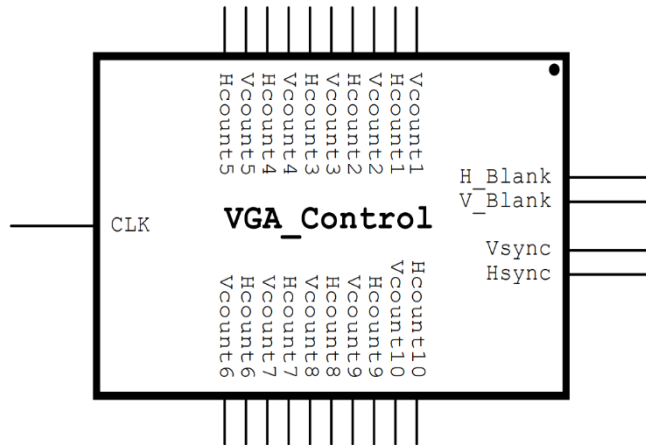 Hcount5
Vcount5
Hcount4
Vcount4
Hcount3
Vcount3
Hcount2
Vcount2
Hcount1
Vcount1
H_Blank
V_Blank
CLK
VGA_Control
Vsync
Hsync
Vcount6
Hcount6
Vcount7
Hcount7
Vcount8
Hcount8
Vcount9
Hcount9
Vcount10
Hcount10